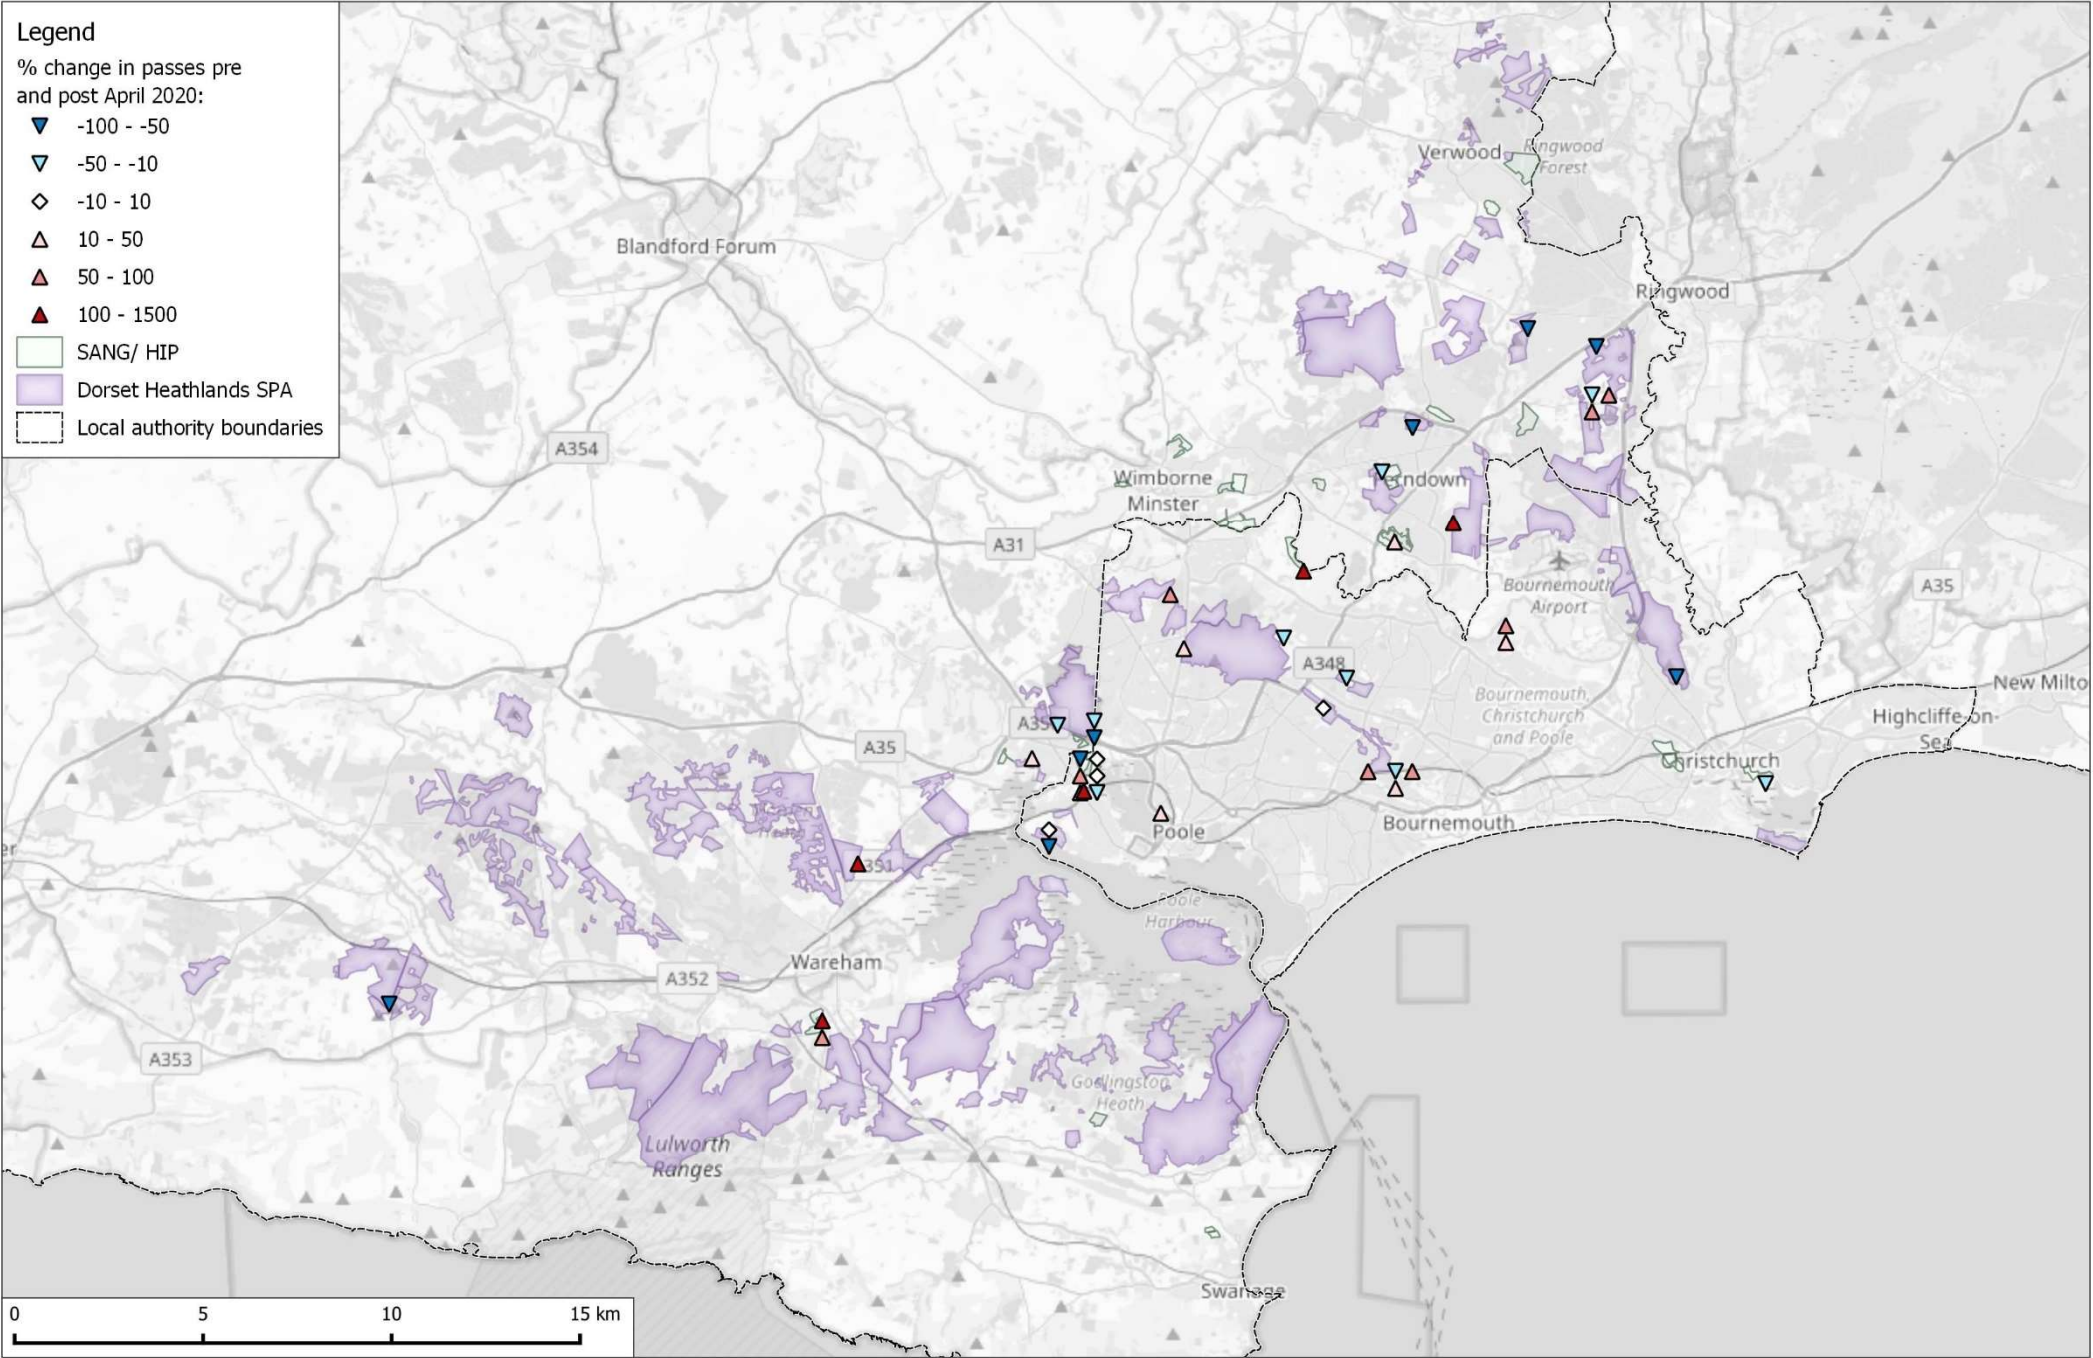 Legend
% change in passes pre
and post April 2020:
-100 - -50
-50 - -10
-10 - 10
10 - 50
50 - 100
100 - 1500
SANG/ HIP
Dorset Heathlands SPA
Local authority boundaries
Verwood
Ringwood
Forest
Blandford Forum
Ringwood
A354
Wimborne
Minster
Ferndown
A31
Bournemouth
Airport
A35
A348
Bournemouth,
Christchurch
and Poole
New Milto
Highcliffe-on-
Sea
A35
A35
Christchurch
Poole
Bournemouth
A351
er
Poole
Harbour
Wareham
A352
A353
Godlingston
Heath
Lulworth
Ranges
Swanage
0 5 10 15 km